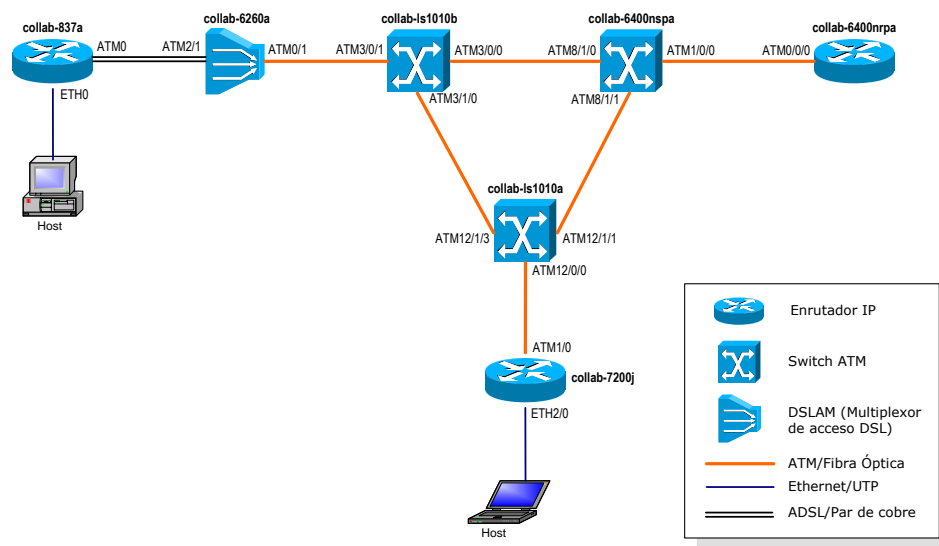 collab-837a
collab-6260a
collab-ls1010b
collab-6400nspa
collab-6400nrpa
ATM0
ATM2/1
ATM0/1
ATM3/0/1
ATM3/0/0
ATM8/1/0
ATM1/0/0
ATM0/0/0
ETH0
ATM3/1/0
ATM8/1/1
Host
collab-ls1010a
ATM12/1/3
ATM12/1/1
ATM12/0/0
ATM1/0
collab-7200j
ETH2/0
Host
Enrutador IP
Switch ATM
DSLAM (Multiplexor
de acceso DSL)
ATM/Fibra Óptica
Ethernet/UTP
ADSL/Par de cobre